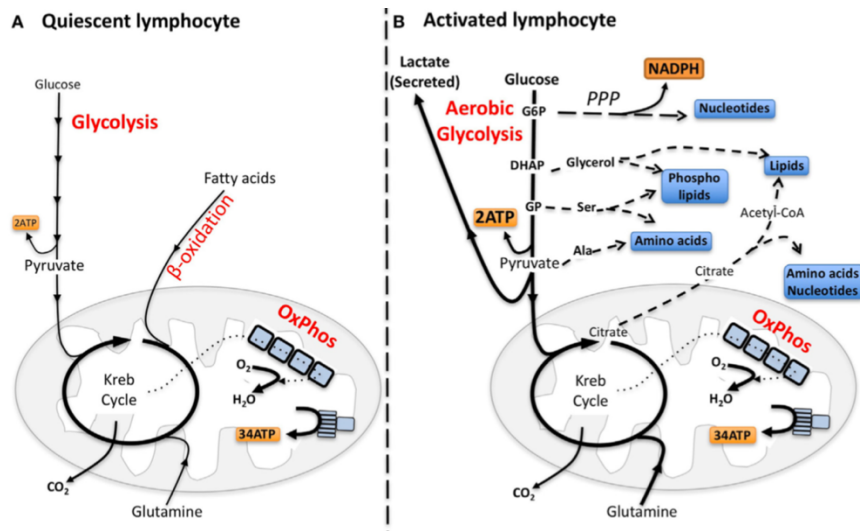 A Quiescent lymphocyte
Glucose
Glycolysis
Fatty acids
β-oxidation
2ATP
Pyruvate
OxPhos
O2
H2O
Kreb
Cycle
34ATP
CO2
Glutamine
B Activated lymphocyte
Lactate
(Secreted)
Glucose
NADPH
Aerobic
Glycolysis
G6P
PPP
Nucleotides
DHAP
Glycerol
Lipids
Phospho
lipids
GP
Ser
2ATP
Acetyl-CoA
Ala
Amino acids
Pyruvate
Citrate
Amino acids
Nucleotides
Citrate
OxPhos
O2
H2O
Kreb
Cycle
34ATP
CO2
Glutamine